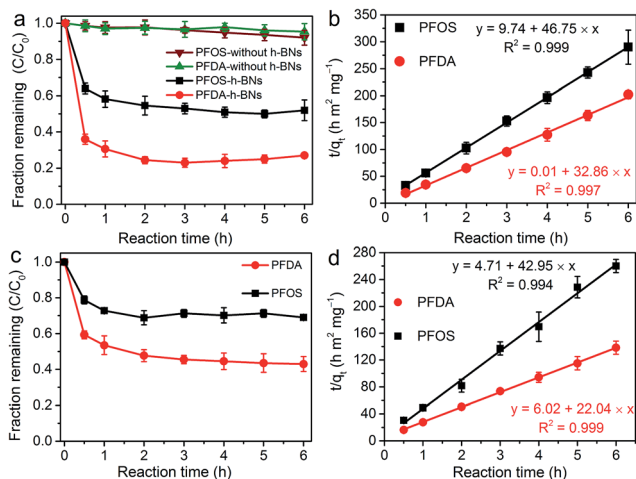 a
Fraction remaining (C/C₀)
1.0
0.8
0.6
0.4
0.2
0.0
PFOS-without h-BNs
PFDA-without h-BNs
PFOS-h-BNs
PFDA-h-BNs
0 1 2 3 4 5 6
Reaction time (h)
b
t/qₜ (h m² mg⁻¹)
350
300
250
200
150
100
50
0
PFOS
PFDA
y = 9.74 + 46.75 × x
R² = 0.999
y = 0.01 + 32.86 × x
R² = 0.997
0 1 2 3 4 5 6
Reaction time (h)
c
Fraction remaining (C/C₀)
1.0
0.8
0.6
0.4
0.2
0.0
PFDA
PFOS
0 1 2 3 4 5 6
Reaction time (h)
d
t/qₜ (h m² mg⁻¹)
280
240
200
160
120
80
40
0
y = 4.71 + 42.95 × x
R² = 0.994
PFDA
PFOS
y = 6.02 + 22.04 × x
R² = 0.999
0 1 2 3 4 5 6
Reaction time (h)